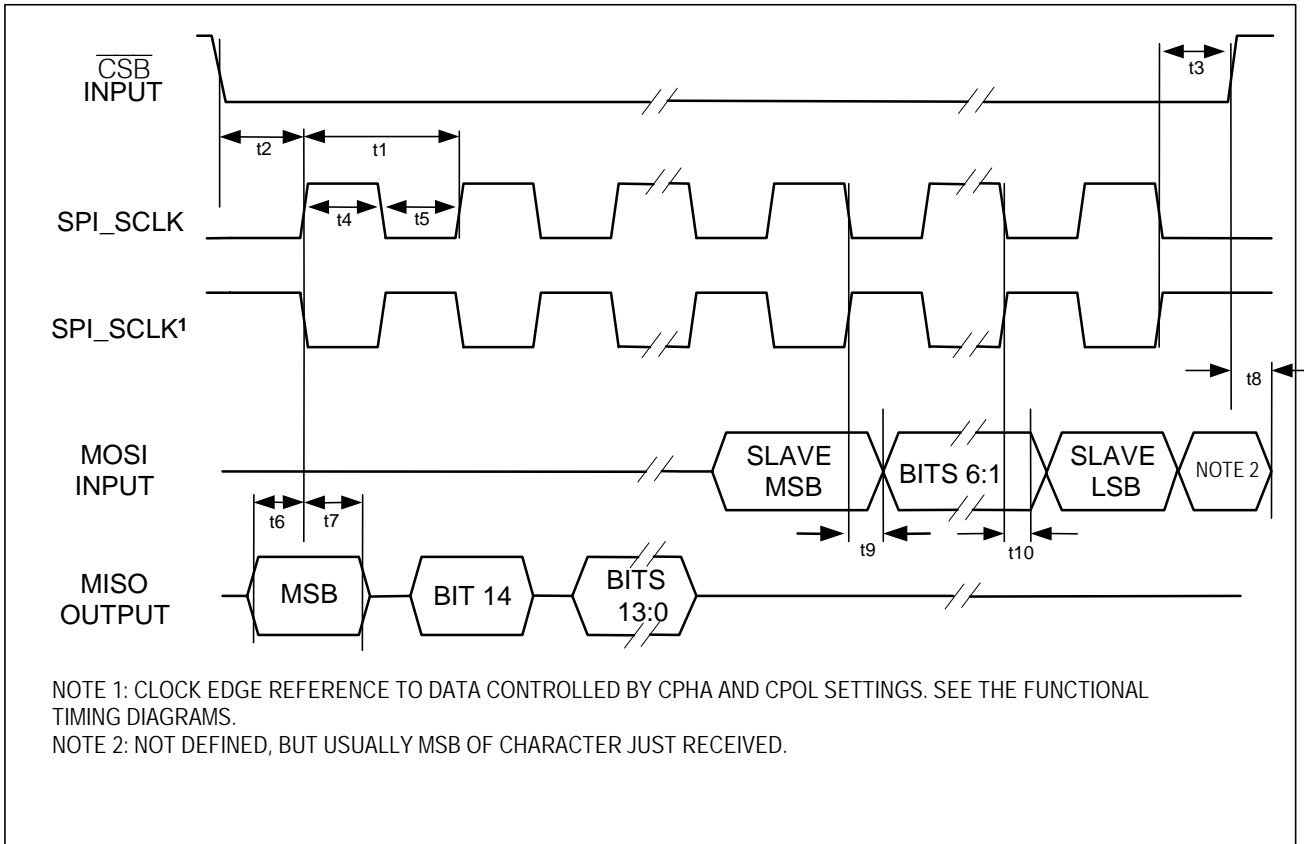 CSB
INPUT
t3
t2
t1
SPI_SCLK
t4
t5
SPI_SCLK¹
t8
MOSI
INPUT
SLAVE
MSB
BITS 6:1
SLAVE
LSB
NOTE 2
t6
t7
t9
t10
MISO
OUTPUT
MSB
BIT 14
BITS
13:0
NOTE 1: CLOCK EDGE REFERENCE TO DATA CONTROLLED BY CPHA AND CPOL SETTINGS. SEE THE FUNCTIONAL
TIMING DIAGRAMS.
NOTE 2: NOT DEFINED, BUT USUALLY MSB OF CHARACTER JUST RECEIVED.